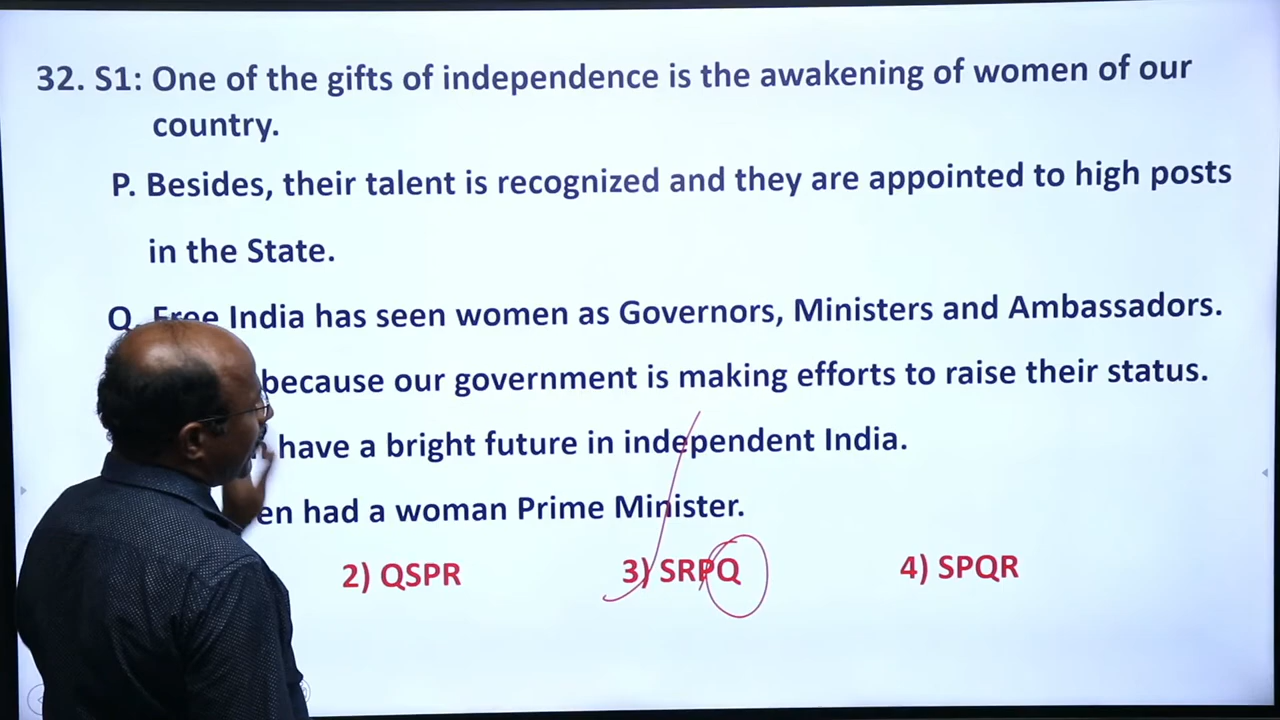 32. S1: One of the gifts of independence is the awakening of women of our
country.
P. Besides, their talent is recognized and they are appointed to high posts
in the State.
Q. Free India has seen women as Governors, Ministers and Ambassadors.
because our government is making efforts to raise their status.
have a bright future in independent India.
had a woman Prime Minister.
2) QSPR 3) SRPQ 4) SPQR